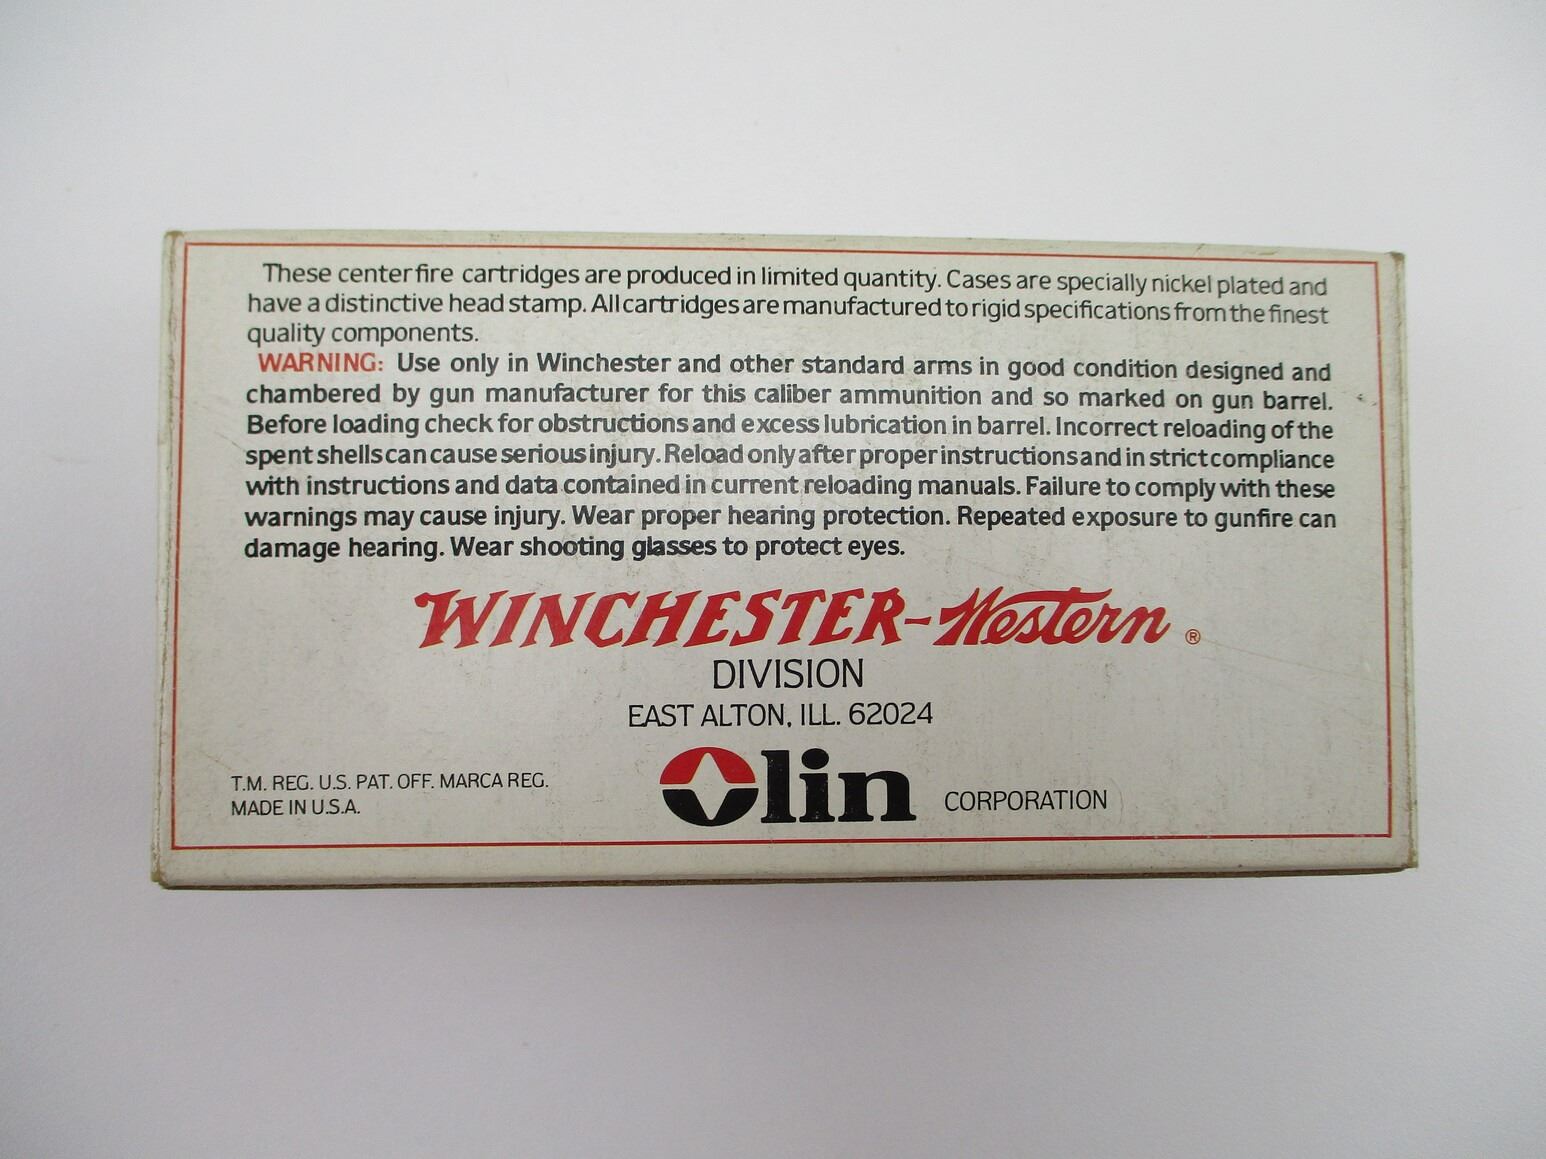 These centerfire cartridges are produced in limited quantity. Cases are specially nickel plated and
have a distinctive head stamp. All cartridges are manufactured to rigid specifications from the finest
quality components.
WARNING: Use only in Winchester and other standard arms in good condition designed and
chambered by gun manufacturer for this caliber ammunition and so marked on gun barrel.
Before loading check for obstructions and excess lubrication in barrel. Incorrect reloading of the
spent shells can cause serious injury. Reload only after proper instructions and in strict compliance
with instructions and data contained in current reloading manuals. Failure to comply with these
warnings may cause injury. Wear proper hearing protection. Repeated exposure to gunfire can
damage hearing. Wear shooting glasses to protect eyes.
WINCHESTER-Western ®
DIVISION
EAST ALTON, ILL. 62024
Olin CORPORATION
T.M. REG. U.S. PAT. OFF. MARCA REG.
MADE IN U.S.A.